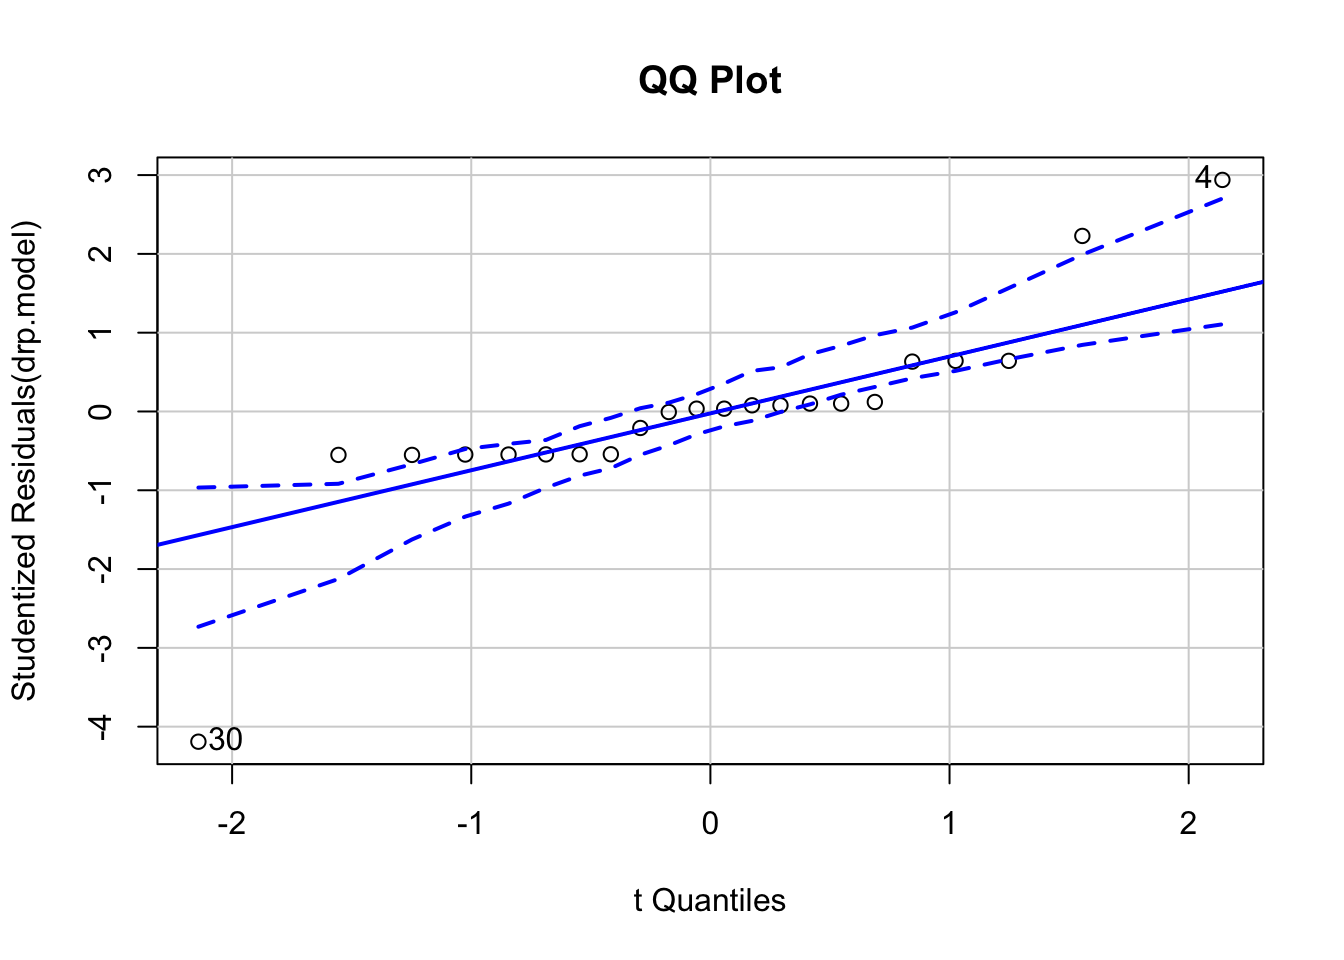 QQ Plot
Studentized Residuals(drp.model)
3
2
1
0
-1
-2
-3
-4
4
30
-2 -1 0 1 2
t Quantiles